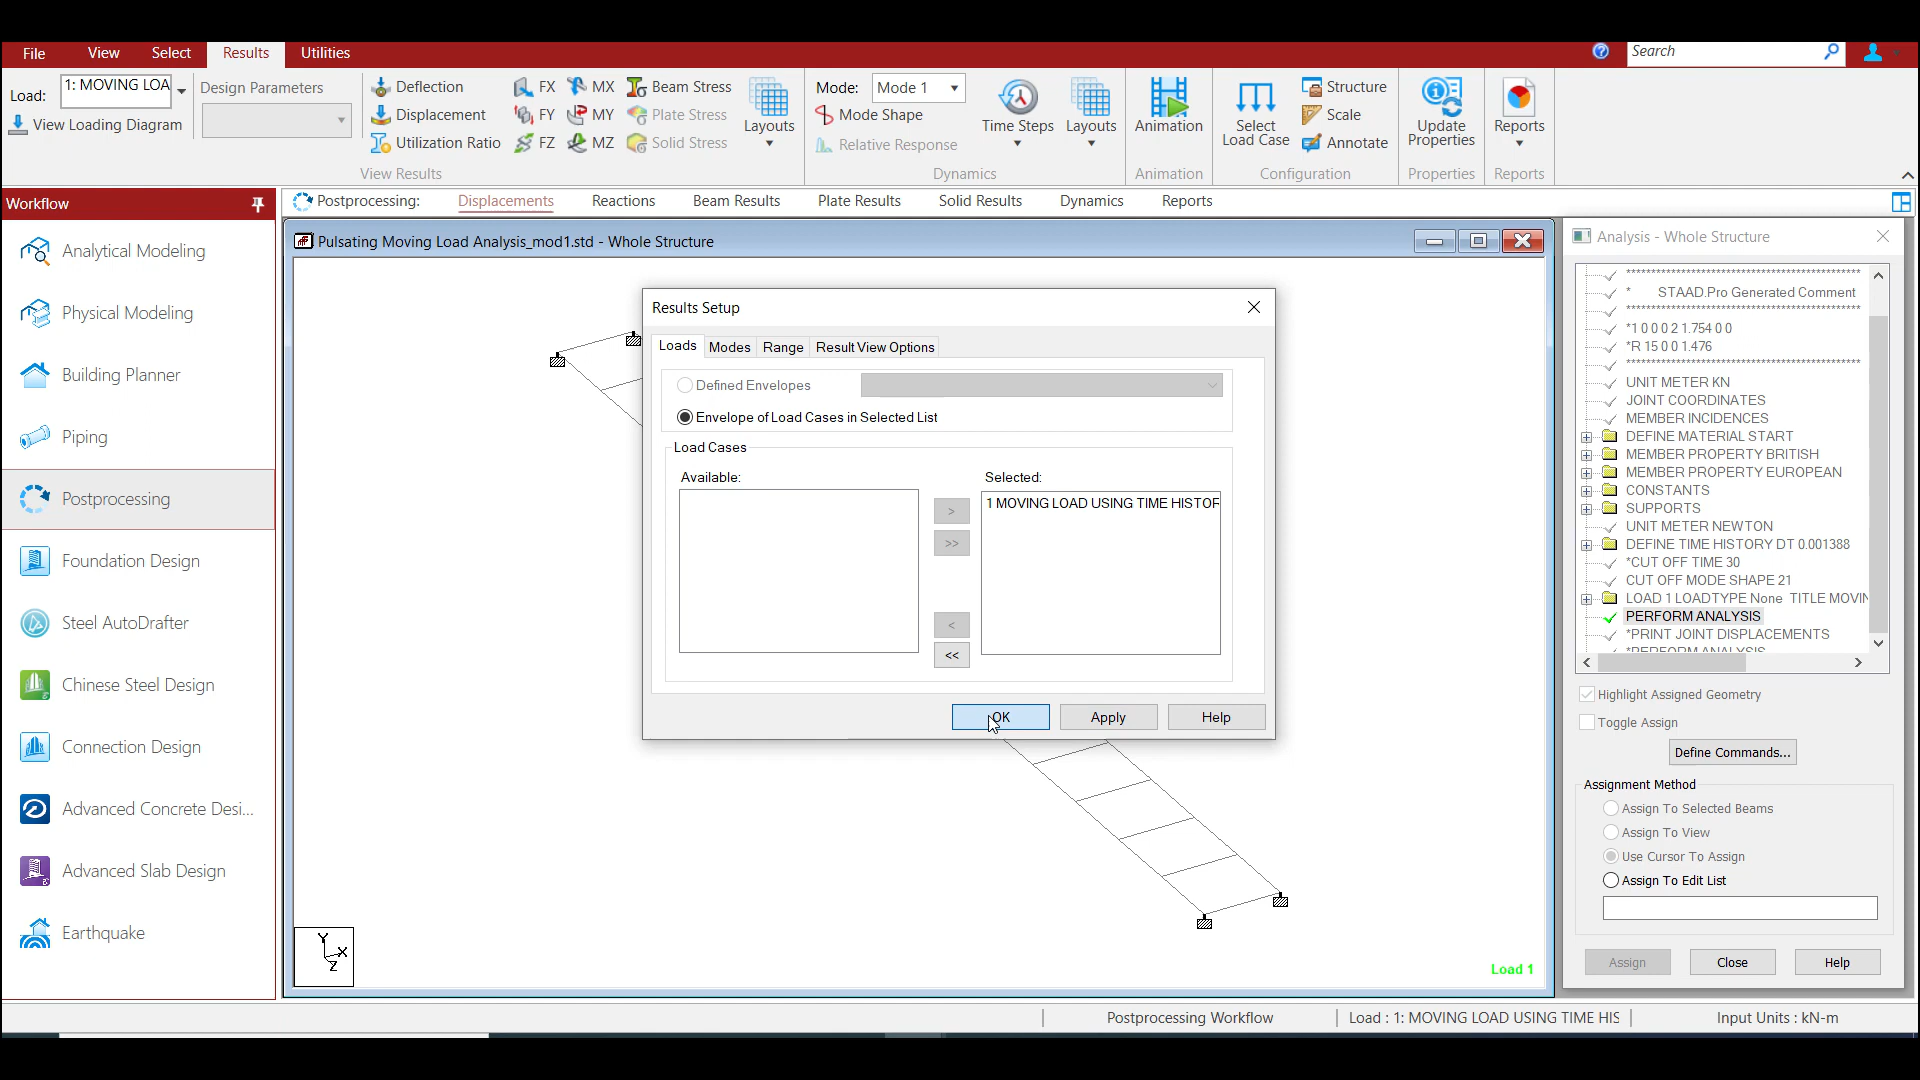 File View Select Results Utilities Search
Load: 1: MOVING LOA
View Loading Diagram
Design Parameters
Deflection
Displacement
Utilization Ratio
FX MX
FY MY
FZ MZ
Beam Stress
Plate Stress
Solid Stress
Layouts
View Results
Mode: Mode 1
Mode Shape
Relative Response
Time Steps
Layouts
Dynamics
Animation
Animation
Select
Load Case
Structure
Scale
Annotate
Configuration
Update
Properties
Properties
Reports
Reports
Workflow
Analytical Modeling
Physical Modeling
Building Planner
Piping
Postprocessing
Foundation Design
Steel AutoDrafter
Chinese Steel Design
Connection Design
Advanced Concrete Desi...
Advanced Slab Design
Earthquake
Postprocessing: Displacements Reactions Beam Results Plate Results Solid Results Dynamics Reports
Pulsating Moving Load Analysis_mod1.std - Whole Structure
Results Setup
Loads Modes Range Result View Options
Defined Envelopes
Envelope of Load Cases in Selected List
Load Cases
Available: Selected:
1 MOVING LOAD USING TIME HISTOR
>
>>
<
<<
OK Apply Help
Y
X
Z
Load 1
Analysis - Whole Structure
* STAAD.Pro Generated Comment
*1 0 0 0 2 1.754 0 0
*R 15 0 0 1.476
UNIT METER KN
JOINT COORDINATES
MEMBER INCIDENCES
DEFINE MATERIAL START
MEMBER PROPERTY BRITISH
MEMBER PROPERTY EUROPEAN
CONSTANTS
SUPPORTS
UNIT METER NEWTON
DEFINE TIME HISTORY DT 0.001388
*CUT OFF TIME 30
CUT OFF MODE SHAPE 21
LOAD 1 LOADTYPE None TITLE MOVIN
PERFORM ANALYSIS
*PRINT JOINT DISPLACEMENTS
*PERFORM ANALYSIS
Highlight Assigned Geometry
Toggle Assign
Define Commands...
Assignment Method
Assign To Selected Beams
Assign To View
Use Cursor To Assign
Assign To Edit List
Assign Close Help
Postprocessing Workflow Load : 1: MOVING LOAD USING TIME HIS Input Units : kN-m